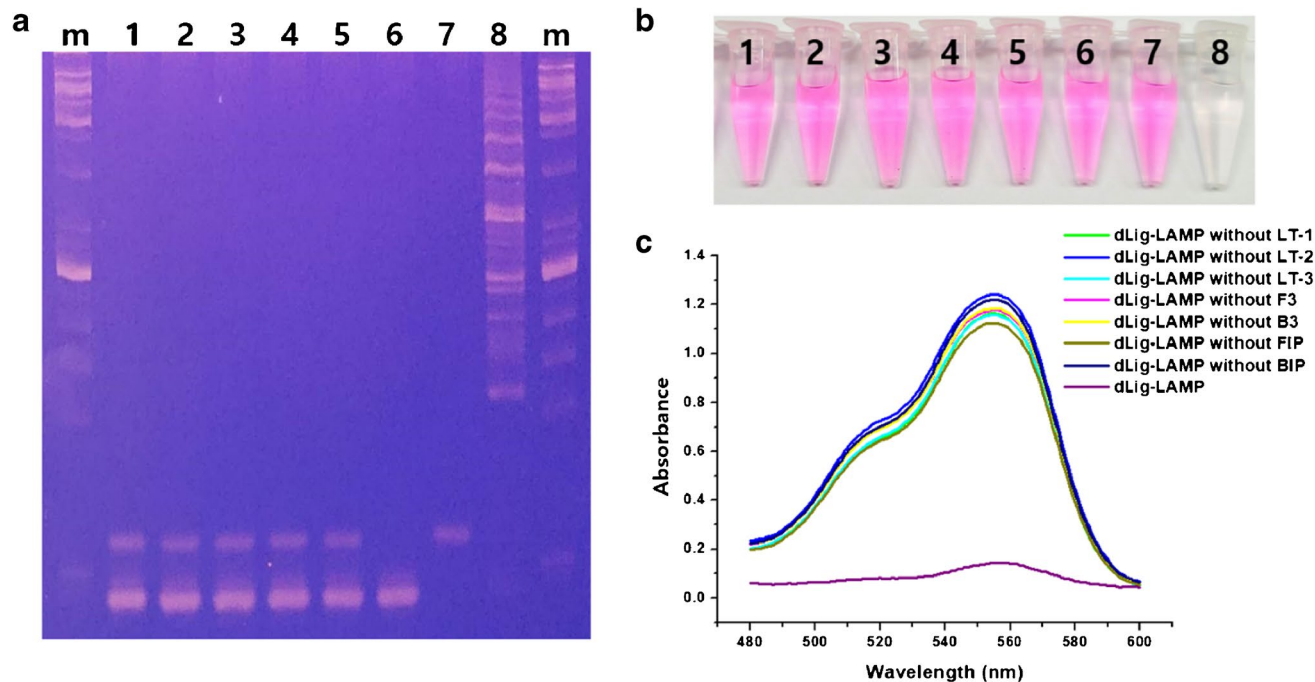 a
m 1 2 3 4 5 6 7 8 m
b
1 2 3 4 5 6 7 8
c
dLig-LAMP without LT-1
dLig-LAMP without LT-2
dLig-LAMP without LT-3
dLig-LAMP without F3
dLig-LAMP without B3
dLig-LAMP without FIP
dLig-LAMP without BIP
dLig-LAMP
1.4
1.2
1.0
0.8
0.6
0.4
0.2
0.0
Absorbance
480 500 520 540 560 580 600
Wavelength (nm)